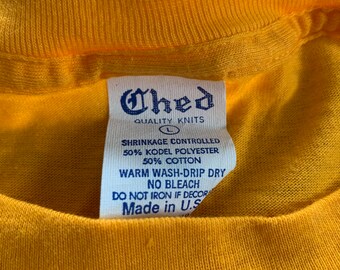 Ched
QUALITY KNITS
L
SHRINKAGE CONTROLLED
50% KODEL POLYESTER
50% COTTON
WARM WASH-DRIP DRY
NO BLEACH
DO NOT IRON IF DECOR
Made in U.S